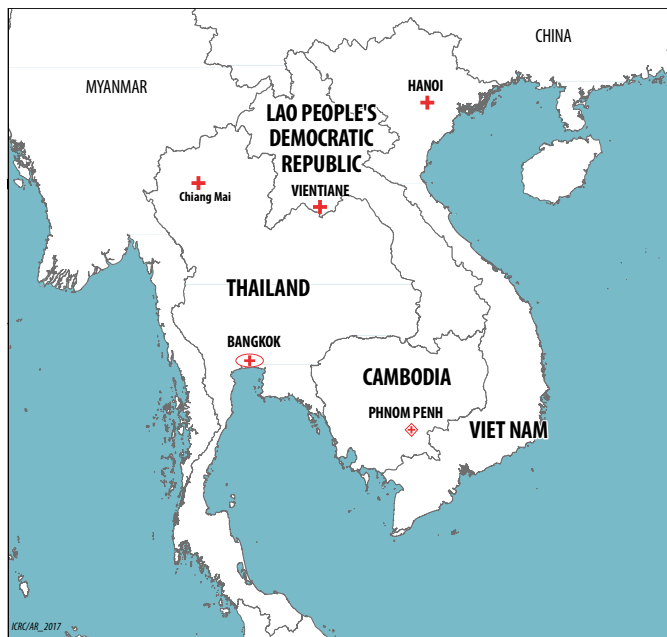 CHINA
MYANMAR
HANOI
LAO PEOPLE'S
DEMOCRATIC
REPUBLIC
Chiang Mai
VIENTIANE
THAILAND
BANGKOK
CAMBODIA
PHNOM PENH
VIET NAM
ICRC/AR_2017